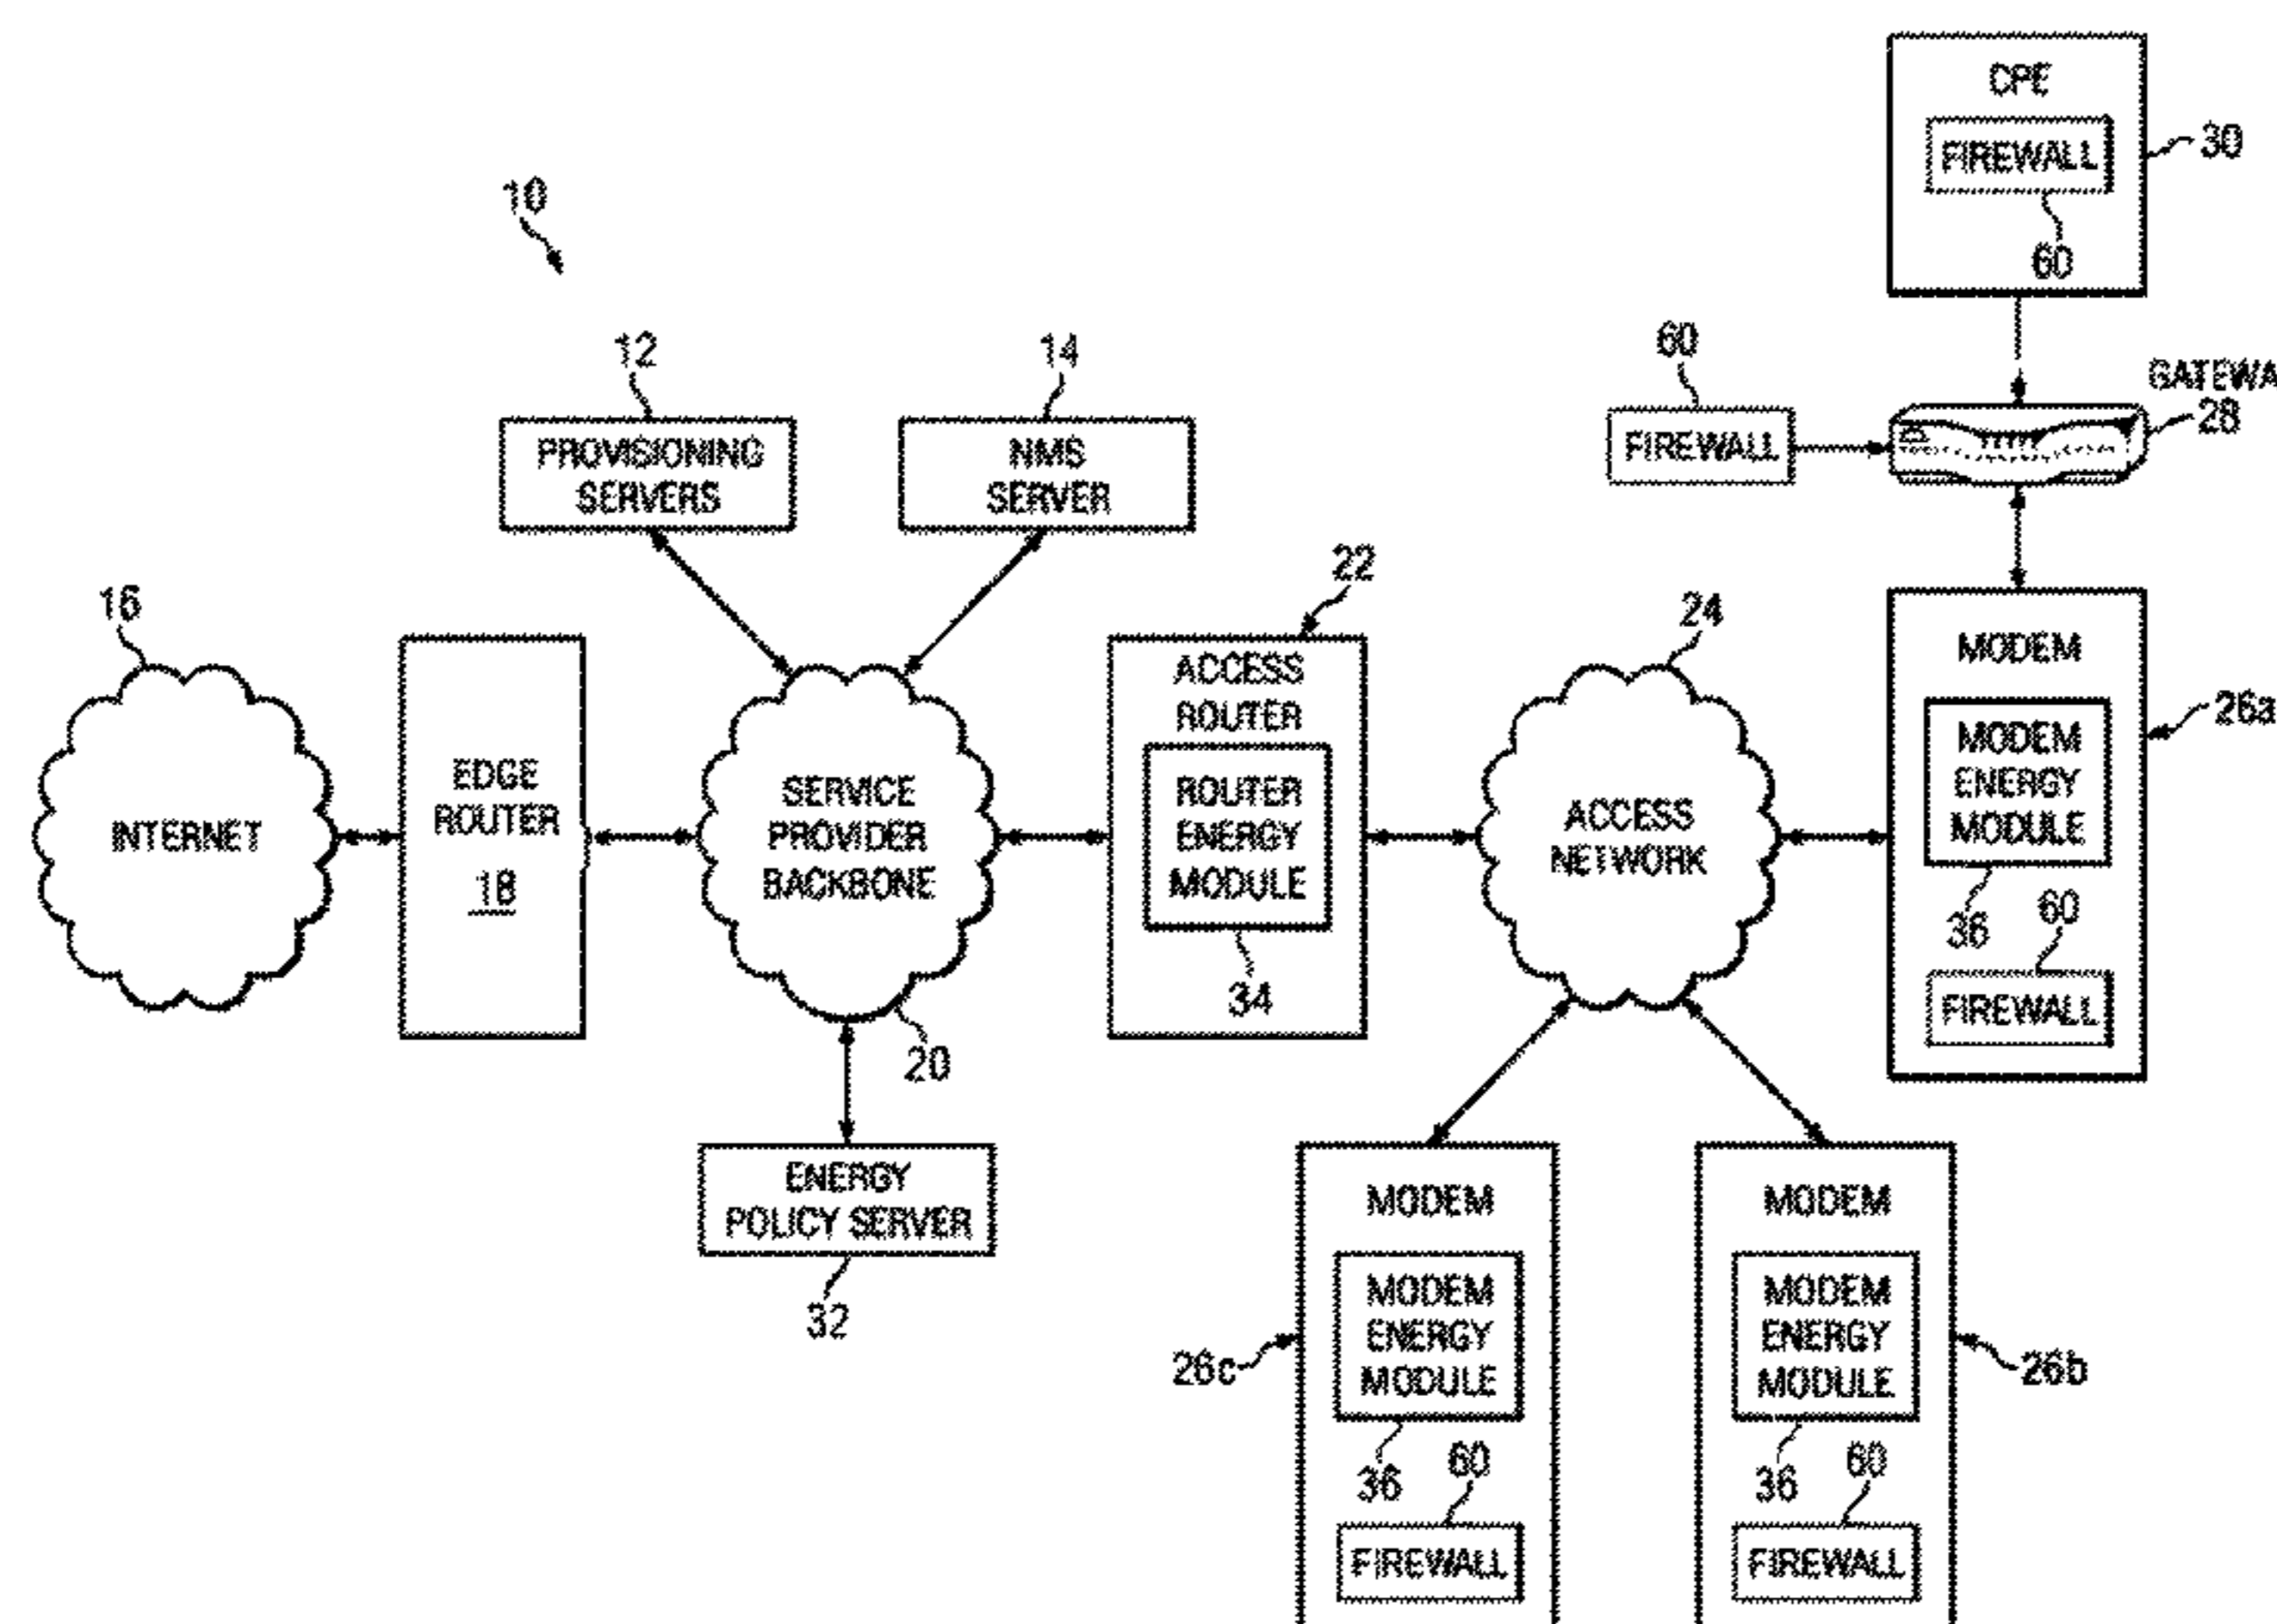 CPE
FIREWALL
30
60
10
12
14
60
GATEWA
28
PROVISIONING
SERVERS
NMS
SERVER
FIREWALL
16
22
24
MODEM
26a
INTERNET
EDGE
ROUTER
18
SERVICE
PROVIDER
BACKBONE
ACCESS
ROUTER
ROUTER
ENERGY
MODULE
34
ACCESS
NETWORK
MODEM
ENERGY
MODULE
36
60
FIREWALL
20
ENERGY
POLICY SERVER
32
MODEM
MODEM
ENERGY
MODULE
26c
36
60
FIREWALL
MODEM
MODEM
ENERGY
MODULE
26b
36
60
FIREWALL